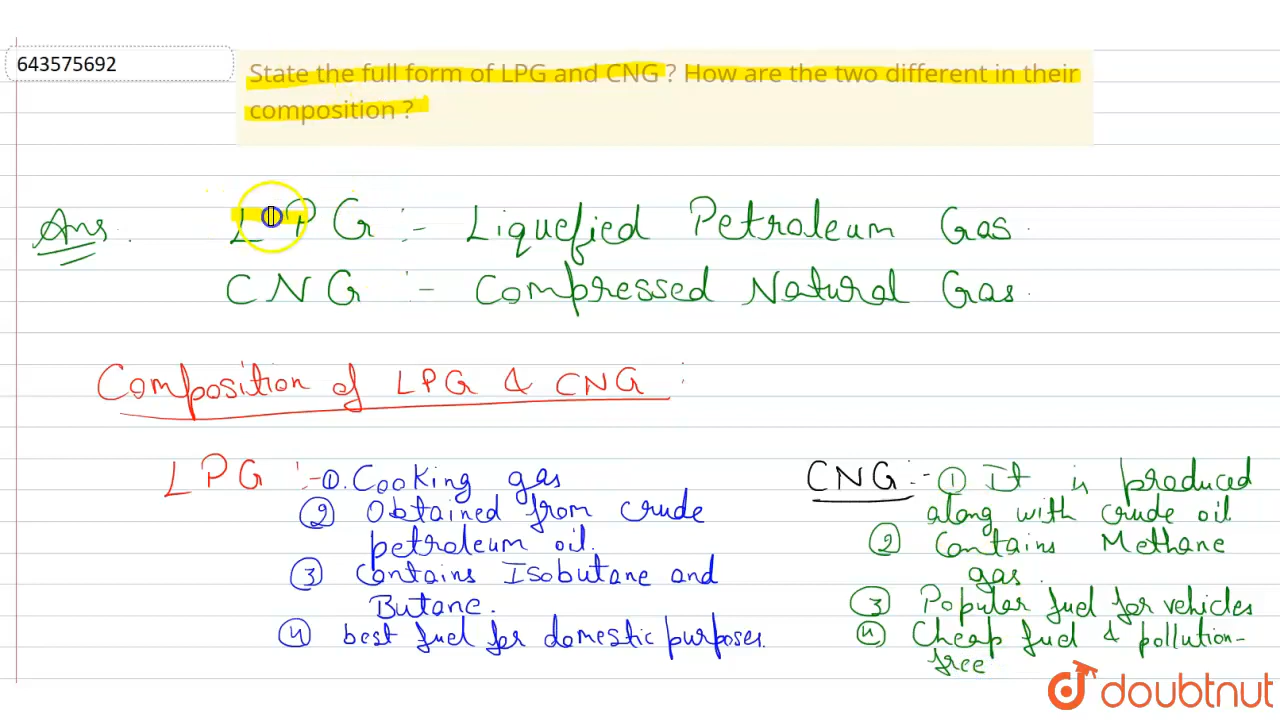 643575692
State the full form of LPG and CNG ? How are the two different in their
composition ?
Ans. LPG :- Liquefied Petroleum Gas.
CNG :- Compressed Natural Gas.
Composition of LPG & CNG :
LPG :- ①. Cooking gas
② Obtained from crude
petroleum oil.
③ Contains Isobutane and
Butane.
④ best fuel for domestic purposes.
CNG :- ① It is produced
along with crude oil
② Contains Methane
gas.
③ Popular fuel for vehicles
④ Cheap fuel & pollution-
free
doubtnut